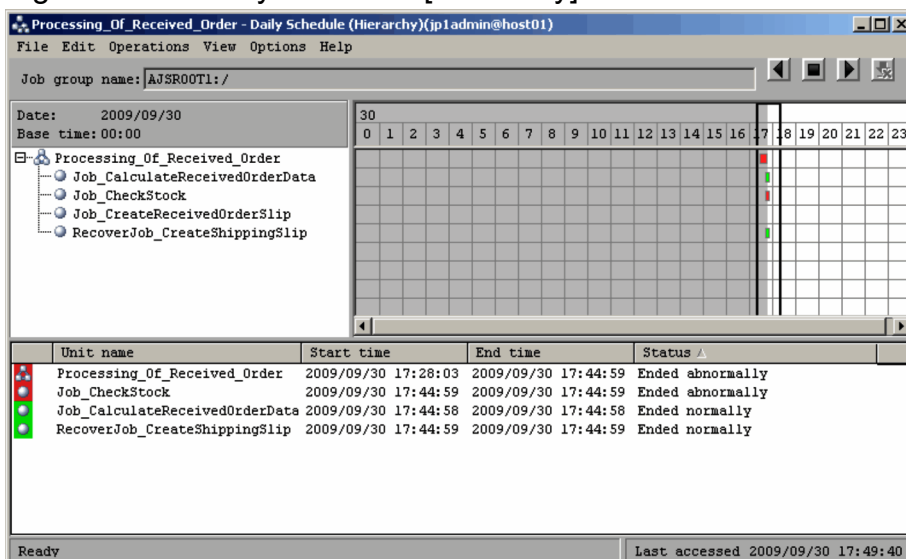 Processing_Of_Received_Order - Daily Schedule (Hierarchy)(jp1admin@host01)
File Edit Operations View Options Help
Job group name: AJSROOT1:/
Date: 2009/09/30
Base time: 00:00
30
0 1 2 3 4 5 6 7 8 9 10 11 12 13 14 15 16 17 18 19 20 21 22 23
Processing_Of_Received_Order
Job_CalculateReceivedOrderData
Job_CheckStock
Job_CreateReceivedOrderSlip
RecoverJob_CreateShippingSlip
Unit name Start time End time Status
Processing_Of_Received_Order 2009/09/30 17:28:03 2009/09/30 17:44:59 Ended abnormally
Job_CheckStock 2009/09/30 17:44:59 2009/09/30 17:44:59 Ended abnormally
Job_CalculateReceivedOrderData 2009/09/30 17:44:58 2009/09/30 17:44:58 Ended normally
RecoverJob_CreateShippingSlip 2009/09/30 17:44:59 2009/09/30 17:44:59 Ended normally
Ready Last accessed 2009/09/30 17:49:40